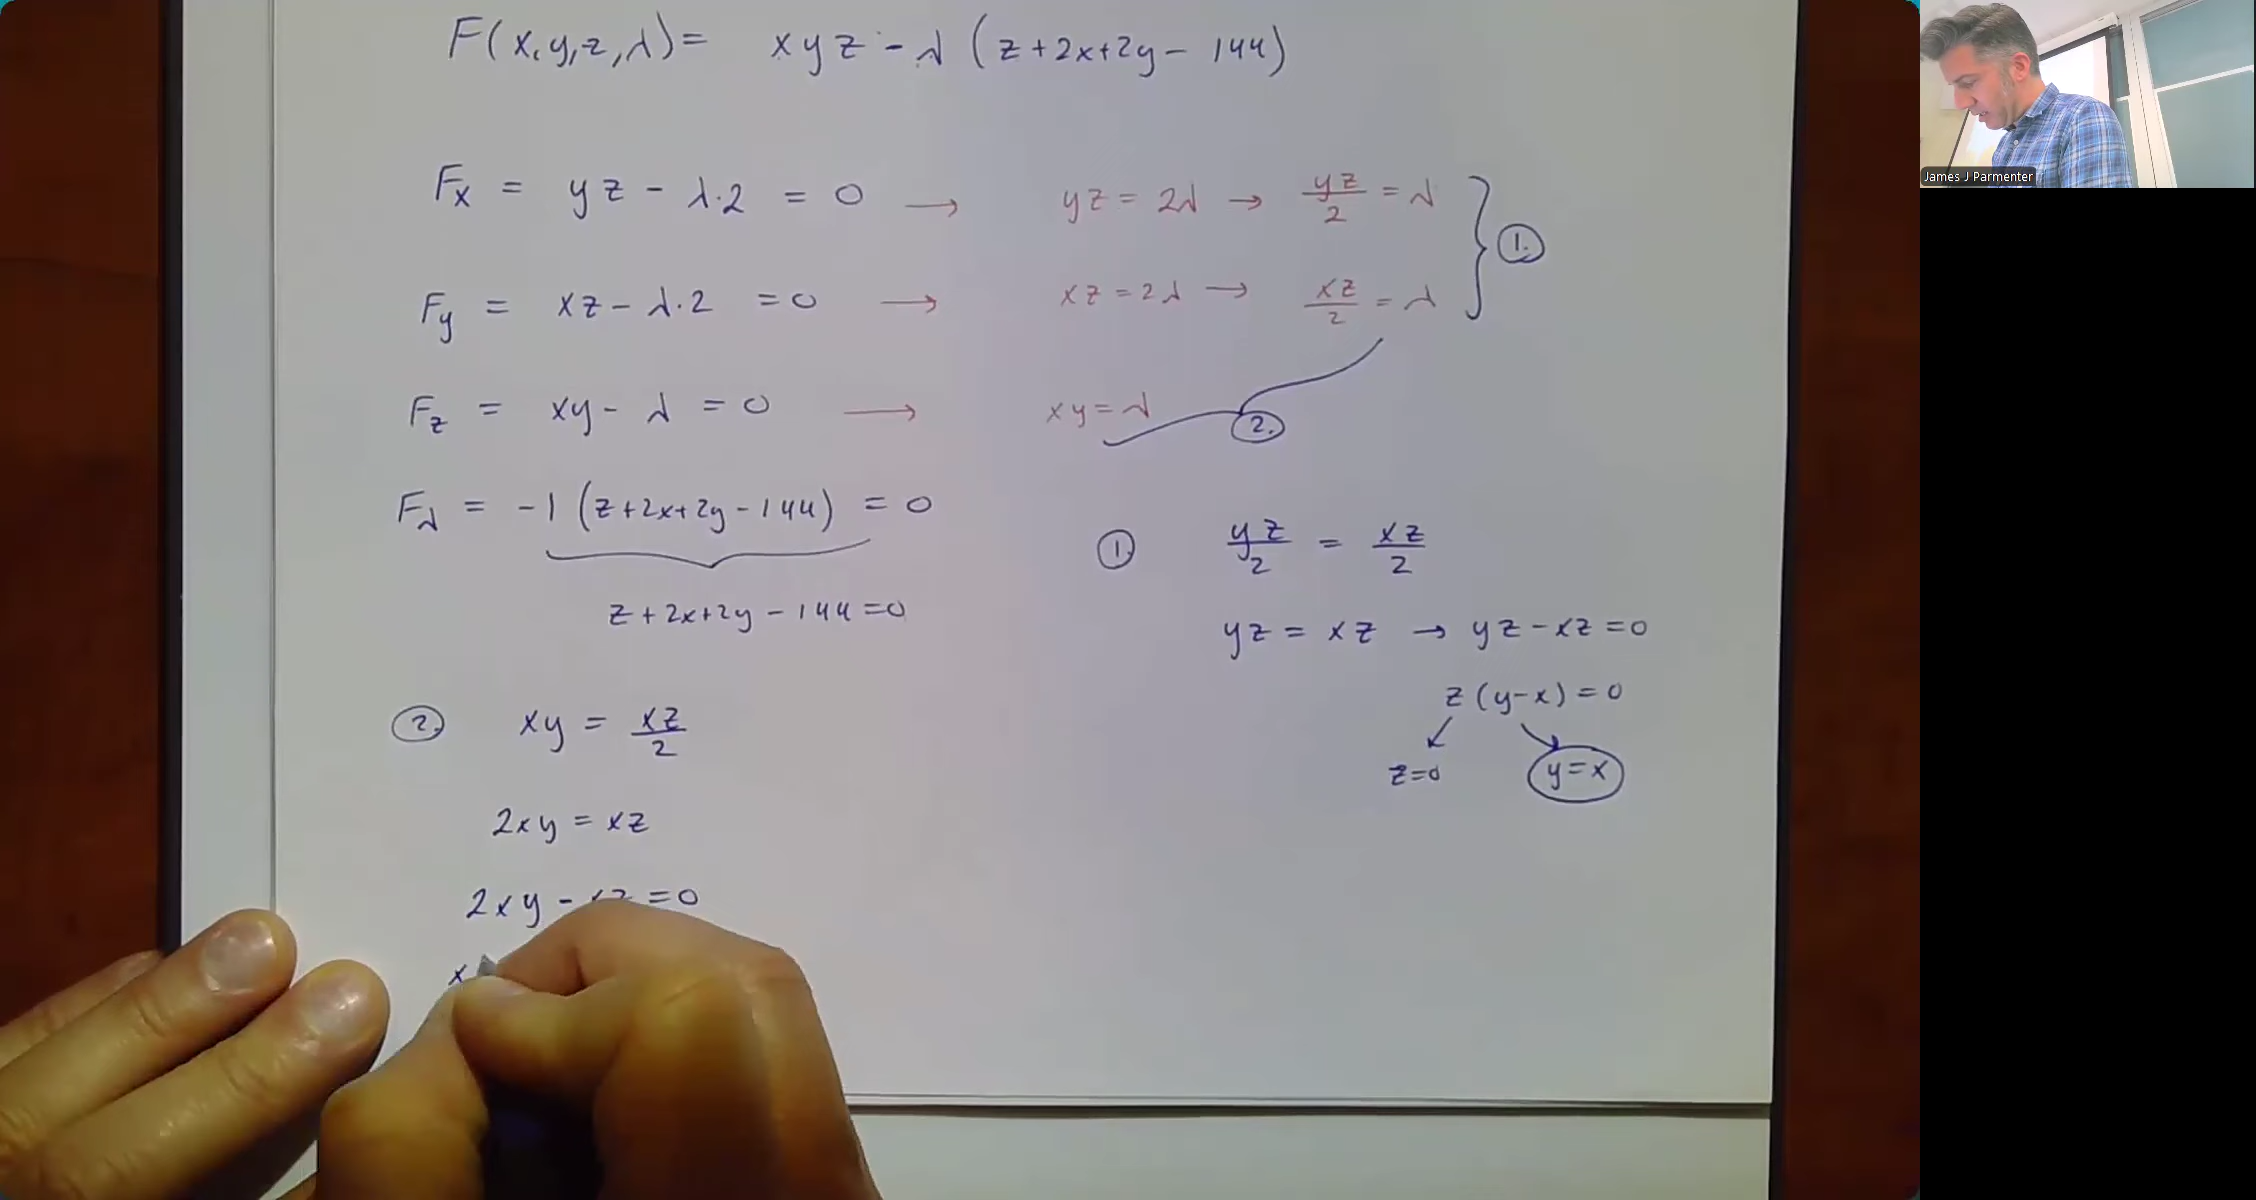 F(x,y,z,λ) = xyz - λ (z+2x+2y-144)
Fx = yz - λ·2 = 0 → yz = 2λ → yz/2 = λ
1.
Fy = xz - λ·2 = 0 → xz = 2λ → xz/2 = λ
Fz = xy - λ = 0 → xy = λ
2.
Fλ = -1 (z+2x+2y-144) = 0
z+2x+2y-144=0
1. yz/2 = xz/2
yz = xz → yz-xz=0
z(y-x)=0
z=0 y=x
2. xy = xz/2
2xy = xz
2xy - xz = 0
x
James J Parmenter